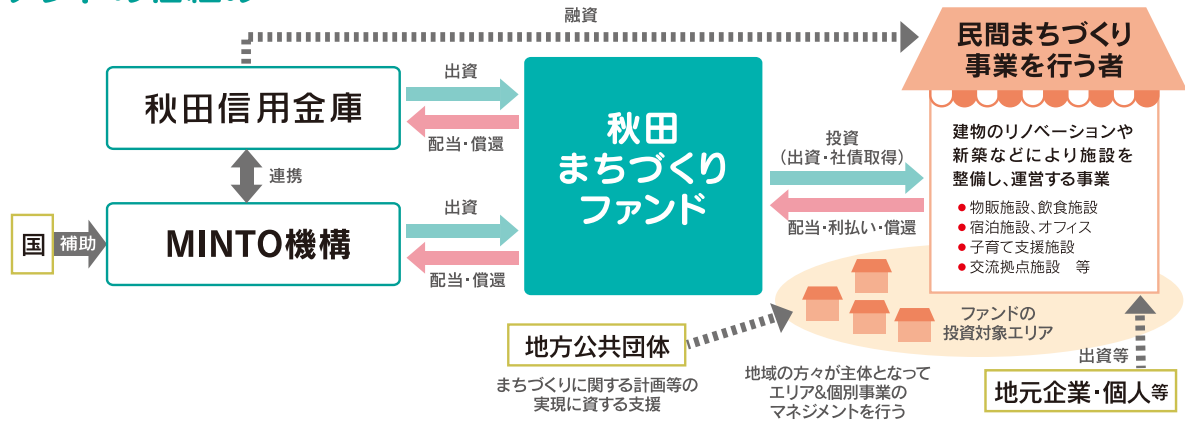 融資
秋田信用金庫
出資
配当・償還
連携
国
補助
MINTO機構
出資
配当・償還
秋田
まちづくり
ファンド
投資
(出資・社債取得)
配当・利払い・償還
民間まちづくり
事業を行う者
建物のリノベーションや
新築などにより施設を
整備し、運営する事業
●物販施設、飲食施設
●宿泊施設、オフィス
●子育て支援施設
●交流拠点施設　等
ファンドの
投資対象エリア
地方公共団体
まちづくりに関する計画等の
実現に資する支援
地域の方々が主体となって
エリア&個別事業の
マネジメントを行う
出資等
地元企業・個人等